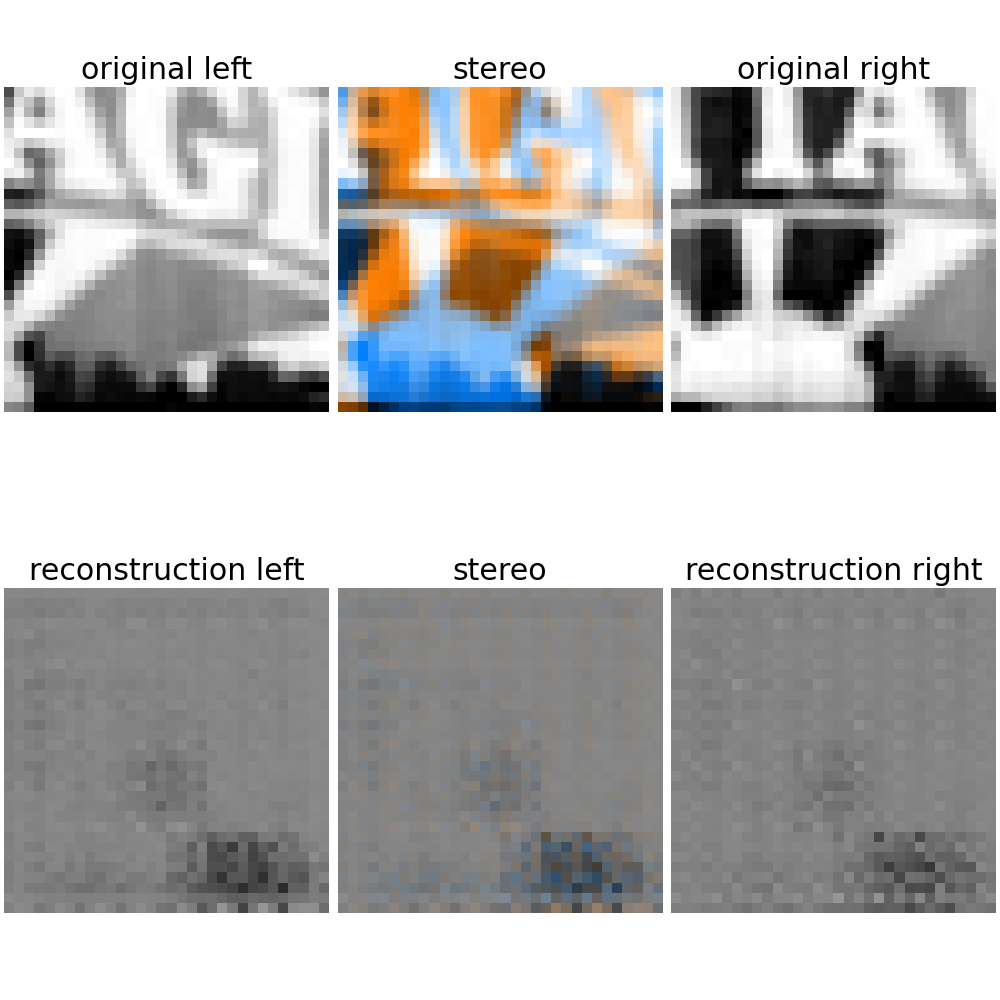 original left
stereo
original right
reconstruction left
stereo
reconstruction right